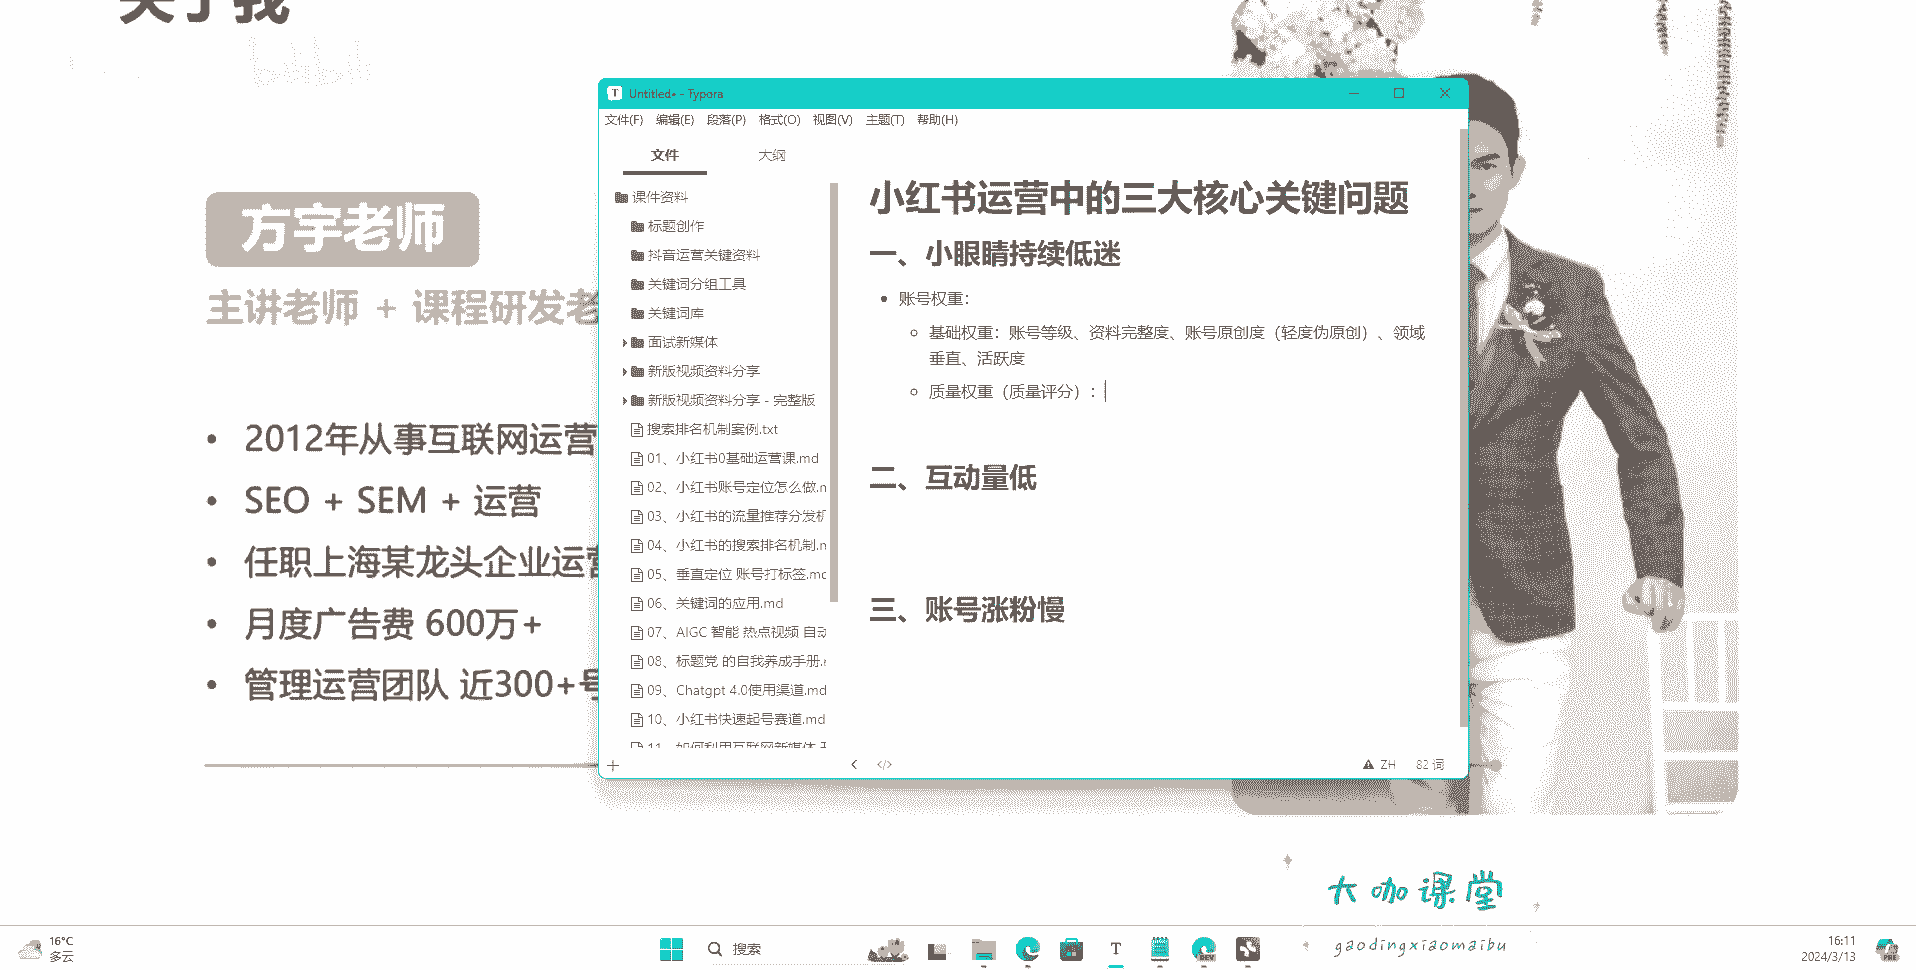 关于我
方宇老师
主讲老师 + 课程研发老
• 2012年从事互联网运营
• SEO + SEM + 运营
• 任职上海某龙头企业运营
• 月度广告费 600万+
• 管理运营团队 近300+号
T Untitled• - Typora
文件(F) 编辑(E) 段落(P) 格式(O) 视图(V) 主题(T) 帮助(H)
文件 大纲
课件资料
标题创作
抖音运营关键资料
关键词分组工具
关键词库
面试新媒体
新版视频资料分享
新版视频资料分享 - 完整版
搜索排名机制案例.txt
01、小红书0基础运营课.md
02、小红书账号定位怎么做.n
03、小红书的流量推荐分发机
04、小红书的搜索排名机制.n
05、垂直定位 账号打标签.mc
06、关键词的应用.md
07、AIGC 智能 热点视频 自动
08、标题党 的自我养成手册.r
09、Chatgpt 4.0使用渠道.md
10、小红书快速起号赛道.md
11、如何利用互联网新媒体
小红书运营中的三大核心关键问题
一、小眼睛持续低迷
• 账号权重：
◦ 基础权重：账号等级、资料完整度、账号原创度（轻度伪原创）、领域
垂直、活跃度
◦ 质量权重（质量评分）：
二、互动量低
三、账号涨粉慢
ZH 82 词
大咖课堂
gaodingxiaomaibu
16°C
多云
搜索
T
DEV
16:11
2024/3/13
PRE